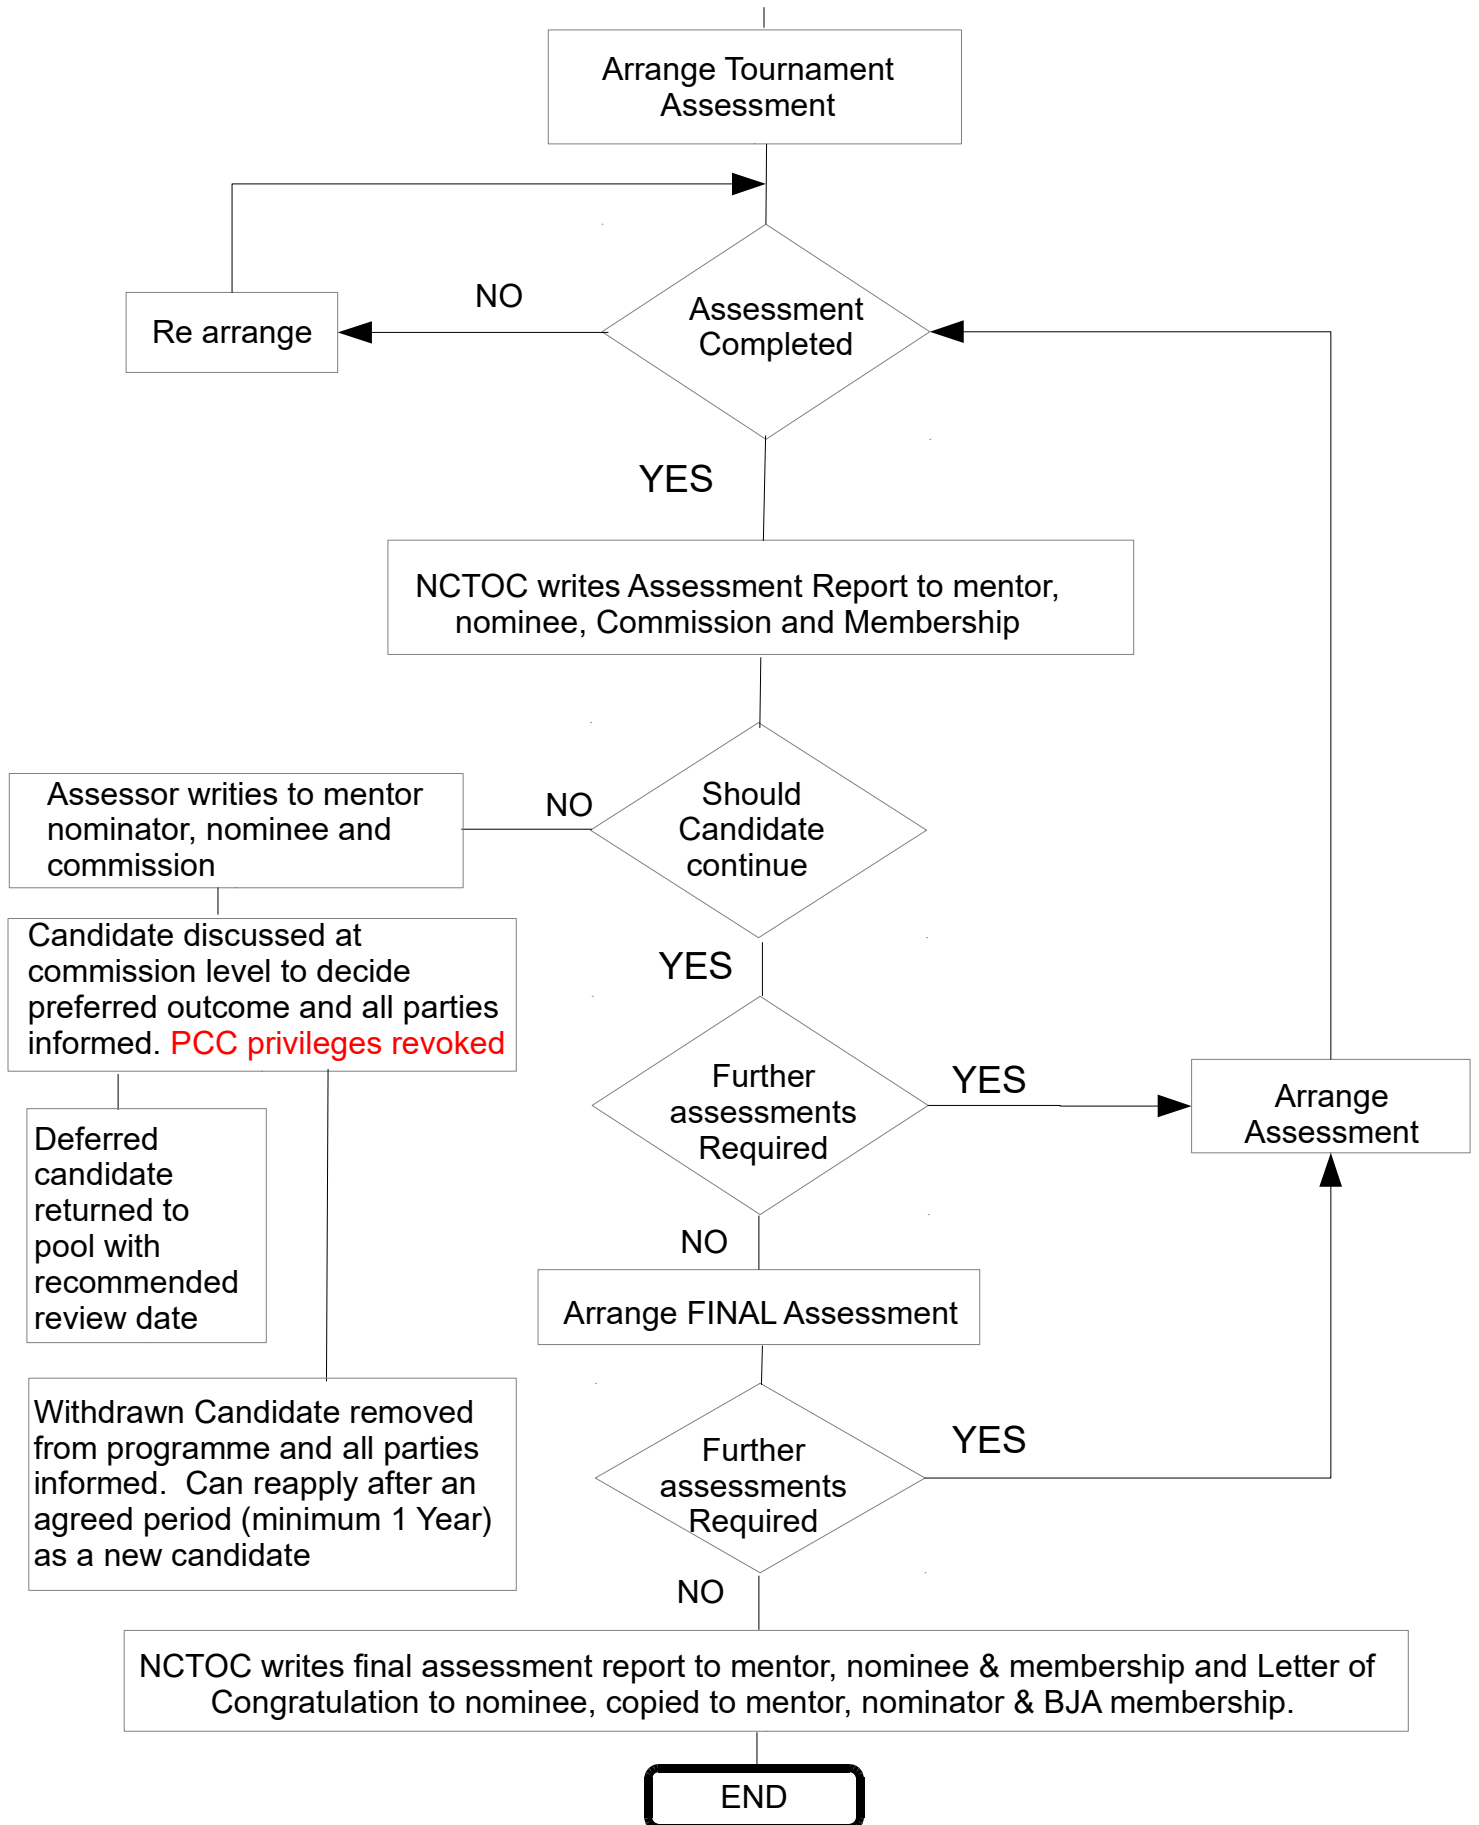 Arrange Tournament
Assessment
NO
Assessment
Completed
Re arrange
YES
NCTOC writes Assessment Report to mentor,
nominee, Commission and Membership
Should
Candidate
continue
NO
Assessor writies to mentor
nominator, nominee and
commission
Candidate discussed at
commission level to decide
preferred outcome and all parties
informed. PCC privileges revoked
YES
Further
assessments
Required
YES
Arrange
Assessment
Deferred
candidate
returned to
pool with
recommended
review date
NO
Arrange FINAL Assessment
Withdrawn Candidate removed
from programme and all parties
informed.  Can reapply after an
agreed period (minimum 1 Year)
as a new candidate
Further
assessments
Required
YES
NO
NCTOC writes final assessment report to mentor, nominee & membership and Letter of
Congratulation to nominee, copied to mentor, nominator & BJA membership.
END